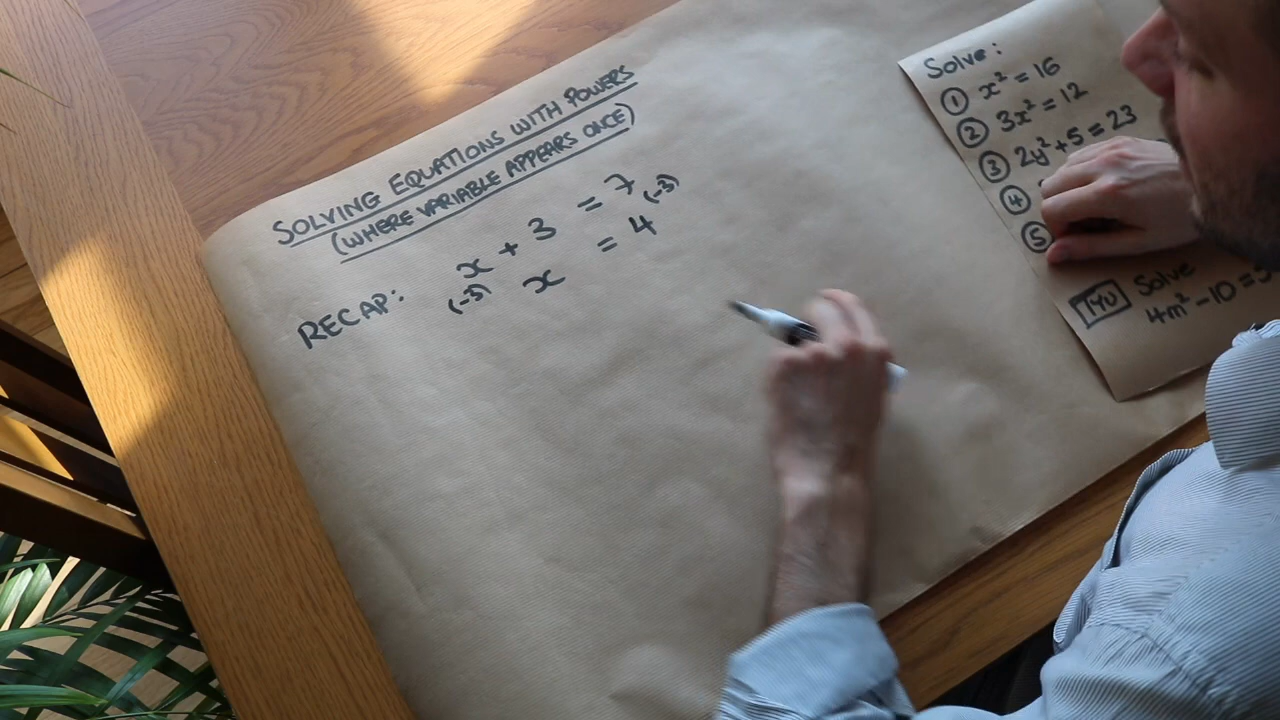 SOLVING EQUATIONS WITH POWERS
(WHERE VARIABLE APPEARS ONCE)
RECAP: x + 3 = 7 (-3)
(-3) x = 4
Solve:
① x² = 16
② 3x² = 12
③ 2y² + 5 = 23
④
⑤
TYU Solve
4m² - 10 =